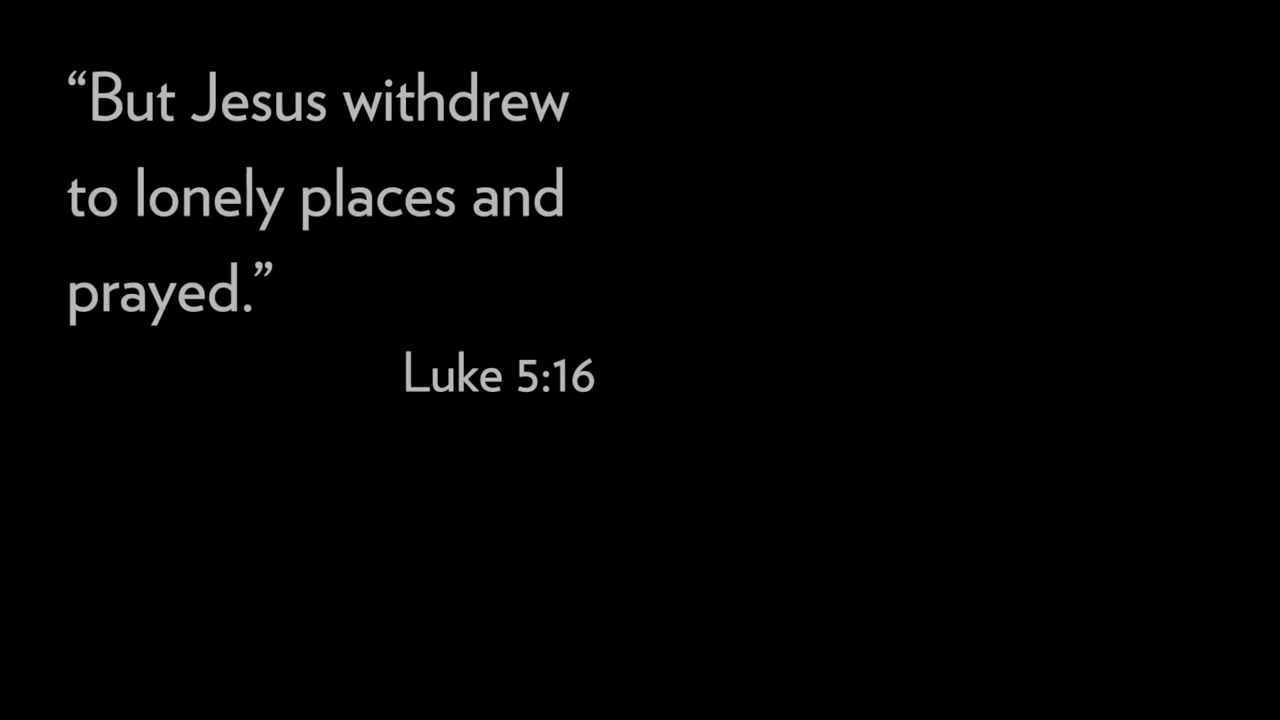 “But Jesus withdrew
to lonely places and
prayed.”
Luke 5:16